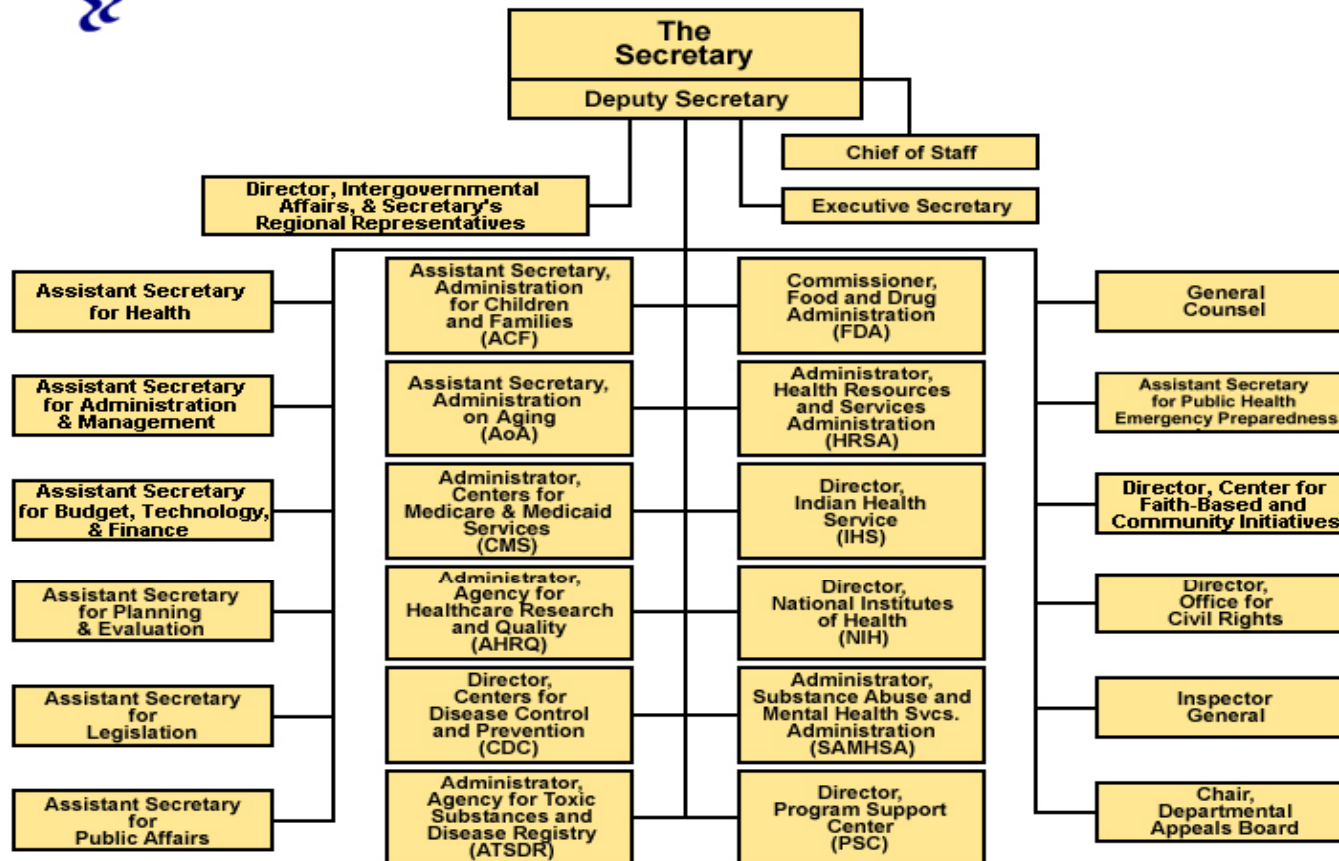 The
Secretary
Deputy Secretary
Chief of Staff
Director, Intergovernmental
Affairs, & Secretary's
Regional Representatives
Executive Secretary
Assistant Secretary
for Health
Assistant Secretary
for Administration
& Management
Assistant Secretary
for Budget, Technology,
& Finance
Assistant Secretary
for Planning
& Evaluation
Assistant Secretary
for
Legislation
Assistant Secretary
for
Public Affairs
Assistant Secretary,
Administration
for Children
and Families
(ACF)
Assistant Secretary,
Administration
on Aging
(AoA)
Administrator,
Centers for
Medicare & Medicaid
Services
(CMS)
Administrator,
Agency for
Healthcare Research
and Quality
(AHRQ)
Director,
Centers for
Disease Control
and Prevention
(CDC)
Administrator,
Agency for Toxic
Substances and
Disease Registry
(ATSDR)
Commissioner,
Food and Drug
Administration
(FDA)
Administrator,
Health Resources
and Services
Administration
(HRSA)
Director,
Indian Health
Service
(IHS)
Director,
National Institutes
of Health
(NIH)
Administrator,
Substance Abuse and
Mental Health Svcs.
Administration
(SAMHSA)
Director,
Program Support
Center
(PSC)
General
Counsel
Assistant Secretary
for Public Health
Emergency Preparedness
Director, Center for
Faith-Based and
Community Initiatives
Director,
Office for
Civil Rights
Inspector
General
Chair,
Departmental
Appeals Board